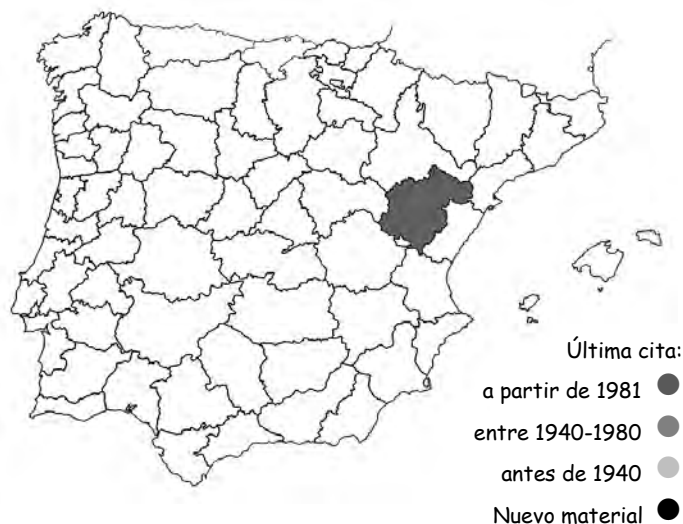 Última cita:
a partir de 1981
entre 1940-1980
antes de 1940
Nuevo material